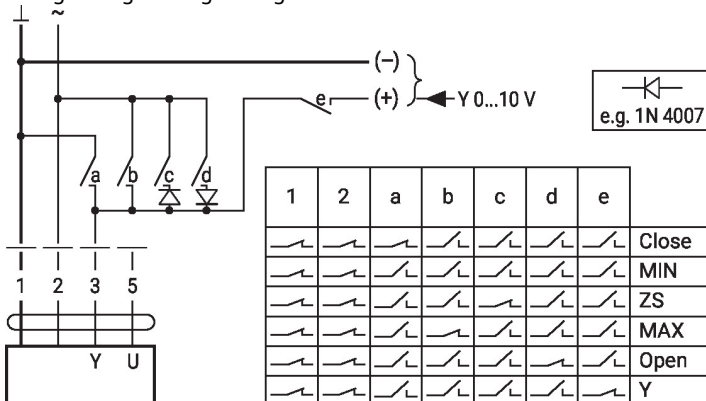 ⊥ ~
(−)
e (+) Y 0...10 V
e.g. 1N 4007
a b c d
1 2 a b c d e
Close
MIN
1 2 3 5
ZS
MAX
Y U
Open
Y